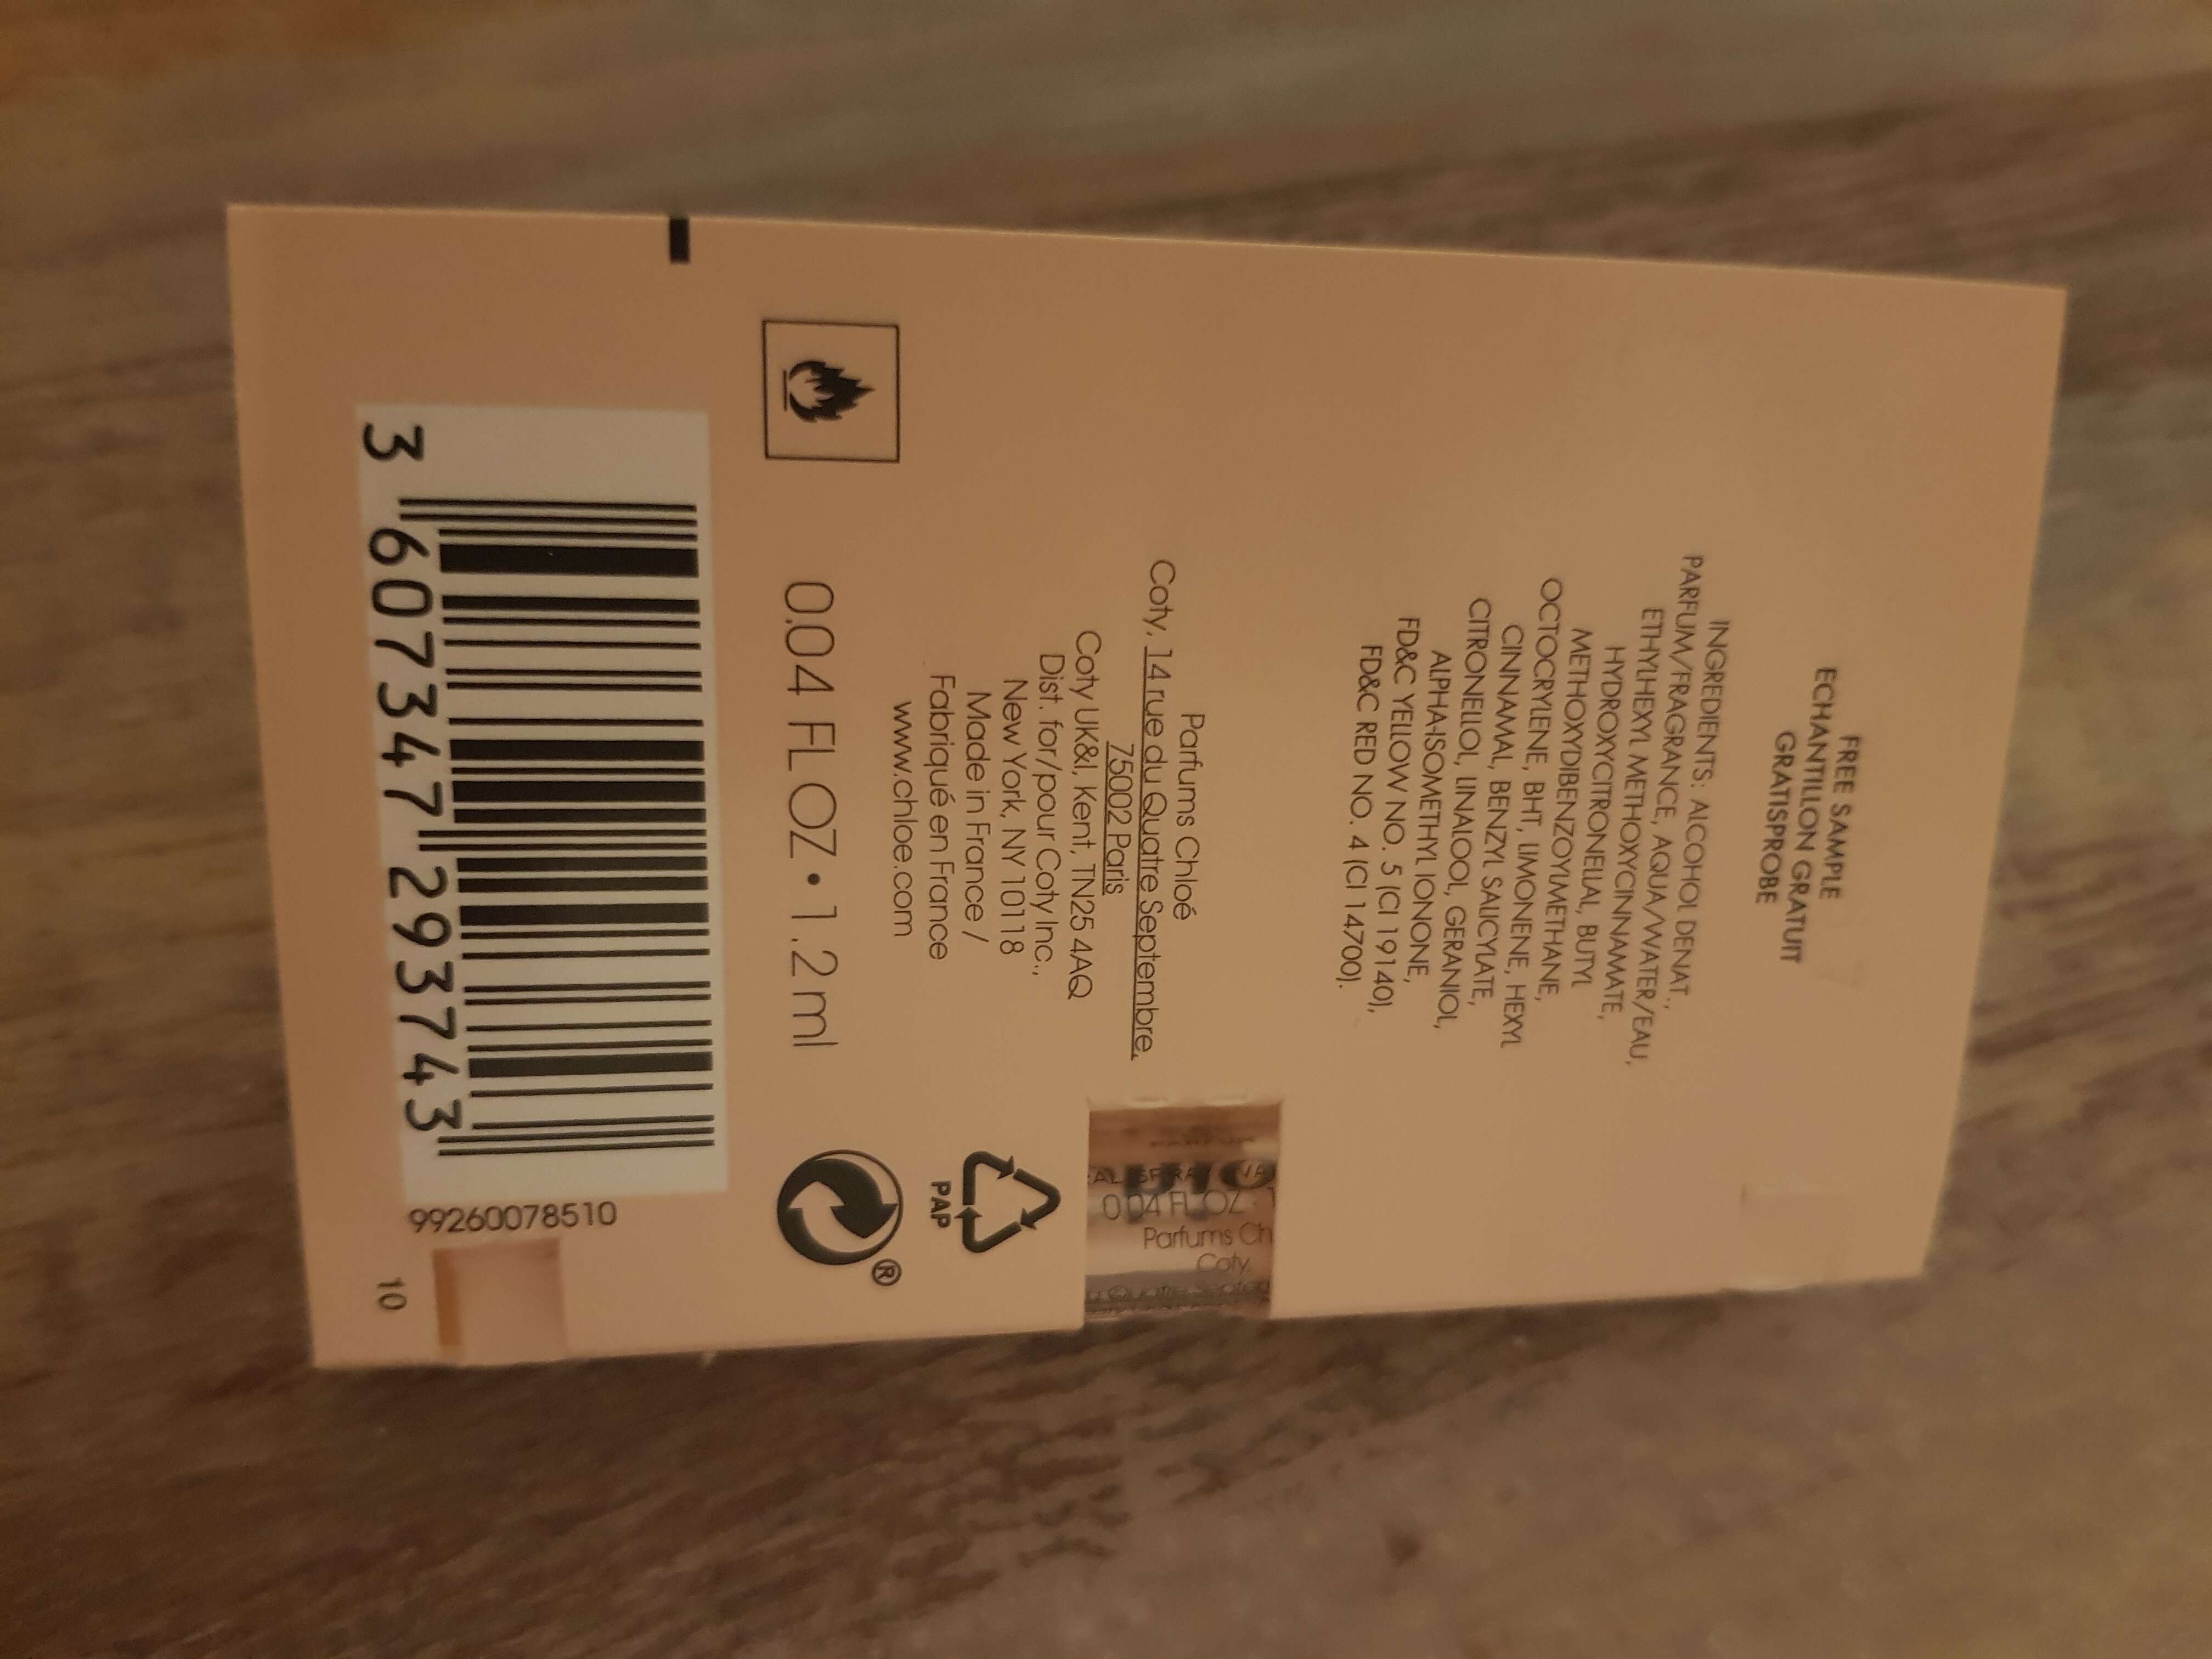 FREE SAMPLE
ECHANTILLON GRATUIT
GRATISPROBE
INGREDIENTS: ALCOHOL DENAT.,
PARFUM/FRAGRANCE, AQUA/WATER/EAU,
ETHYLHEXYL METHOXYCINNAMATE,
HYDROXYCITRONELLAL, BUTYL
METHOXYDIBENZOYLMETHANE,
OCTOCRYLENE, BHT, LIMONENE, HEXYL
CINNAMAL, BENZYL SALICYLATE,
CITRONELLOL, LINALOOL, GERANIOL,
ALPHA-ISOMETHYL IONONE,
FD&C YELLOW NO. 5 (CI 19140),
FD&C RED NO. 4 (CI 14700).
Parfums Chloé
Coty, 14 rue du Quatre Septembre,
75002 Paris
Coty UK&I, Kent, TN25 4AQ
Dist. for/pour Coty Inc.,
New York, NY 10118
Made in France /
Fabriqué en France
www.chloe.com
PAP
0.04 FL OZ • 1.2 ml
®
3 607347 293743
99260078510
10
0.04 FL OZ
Parfums Ch
Coty